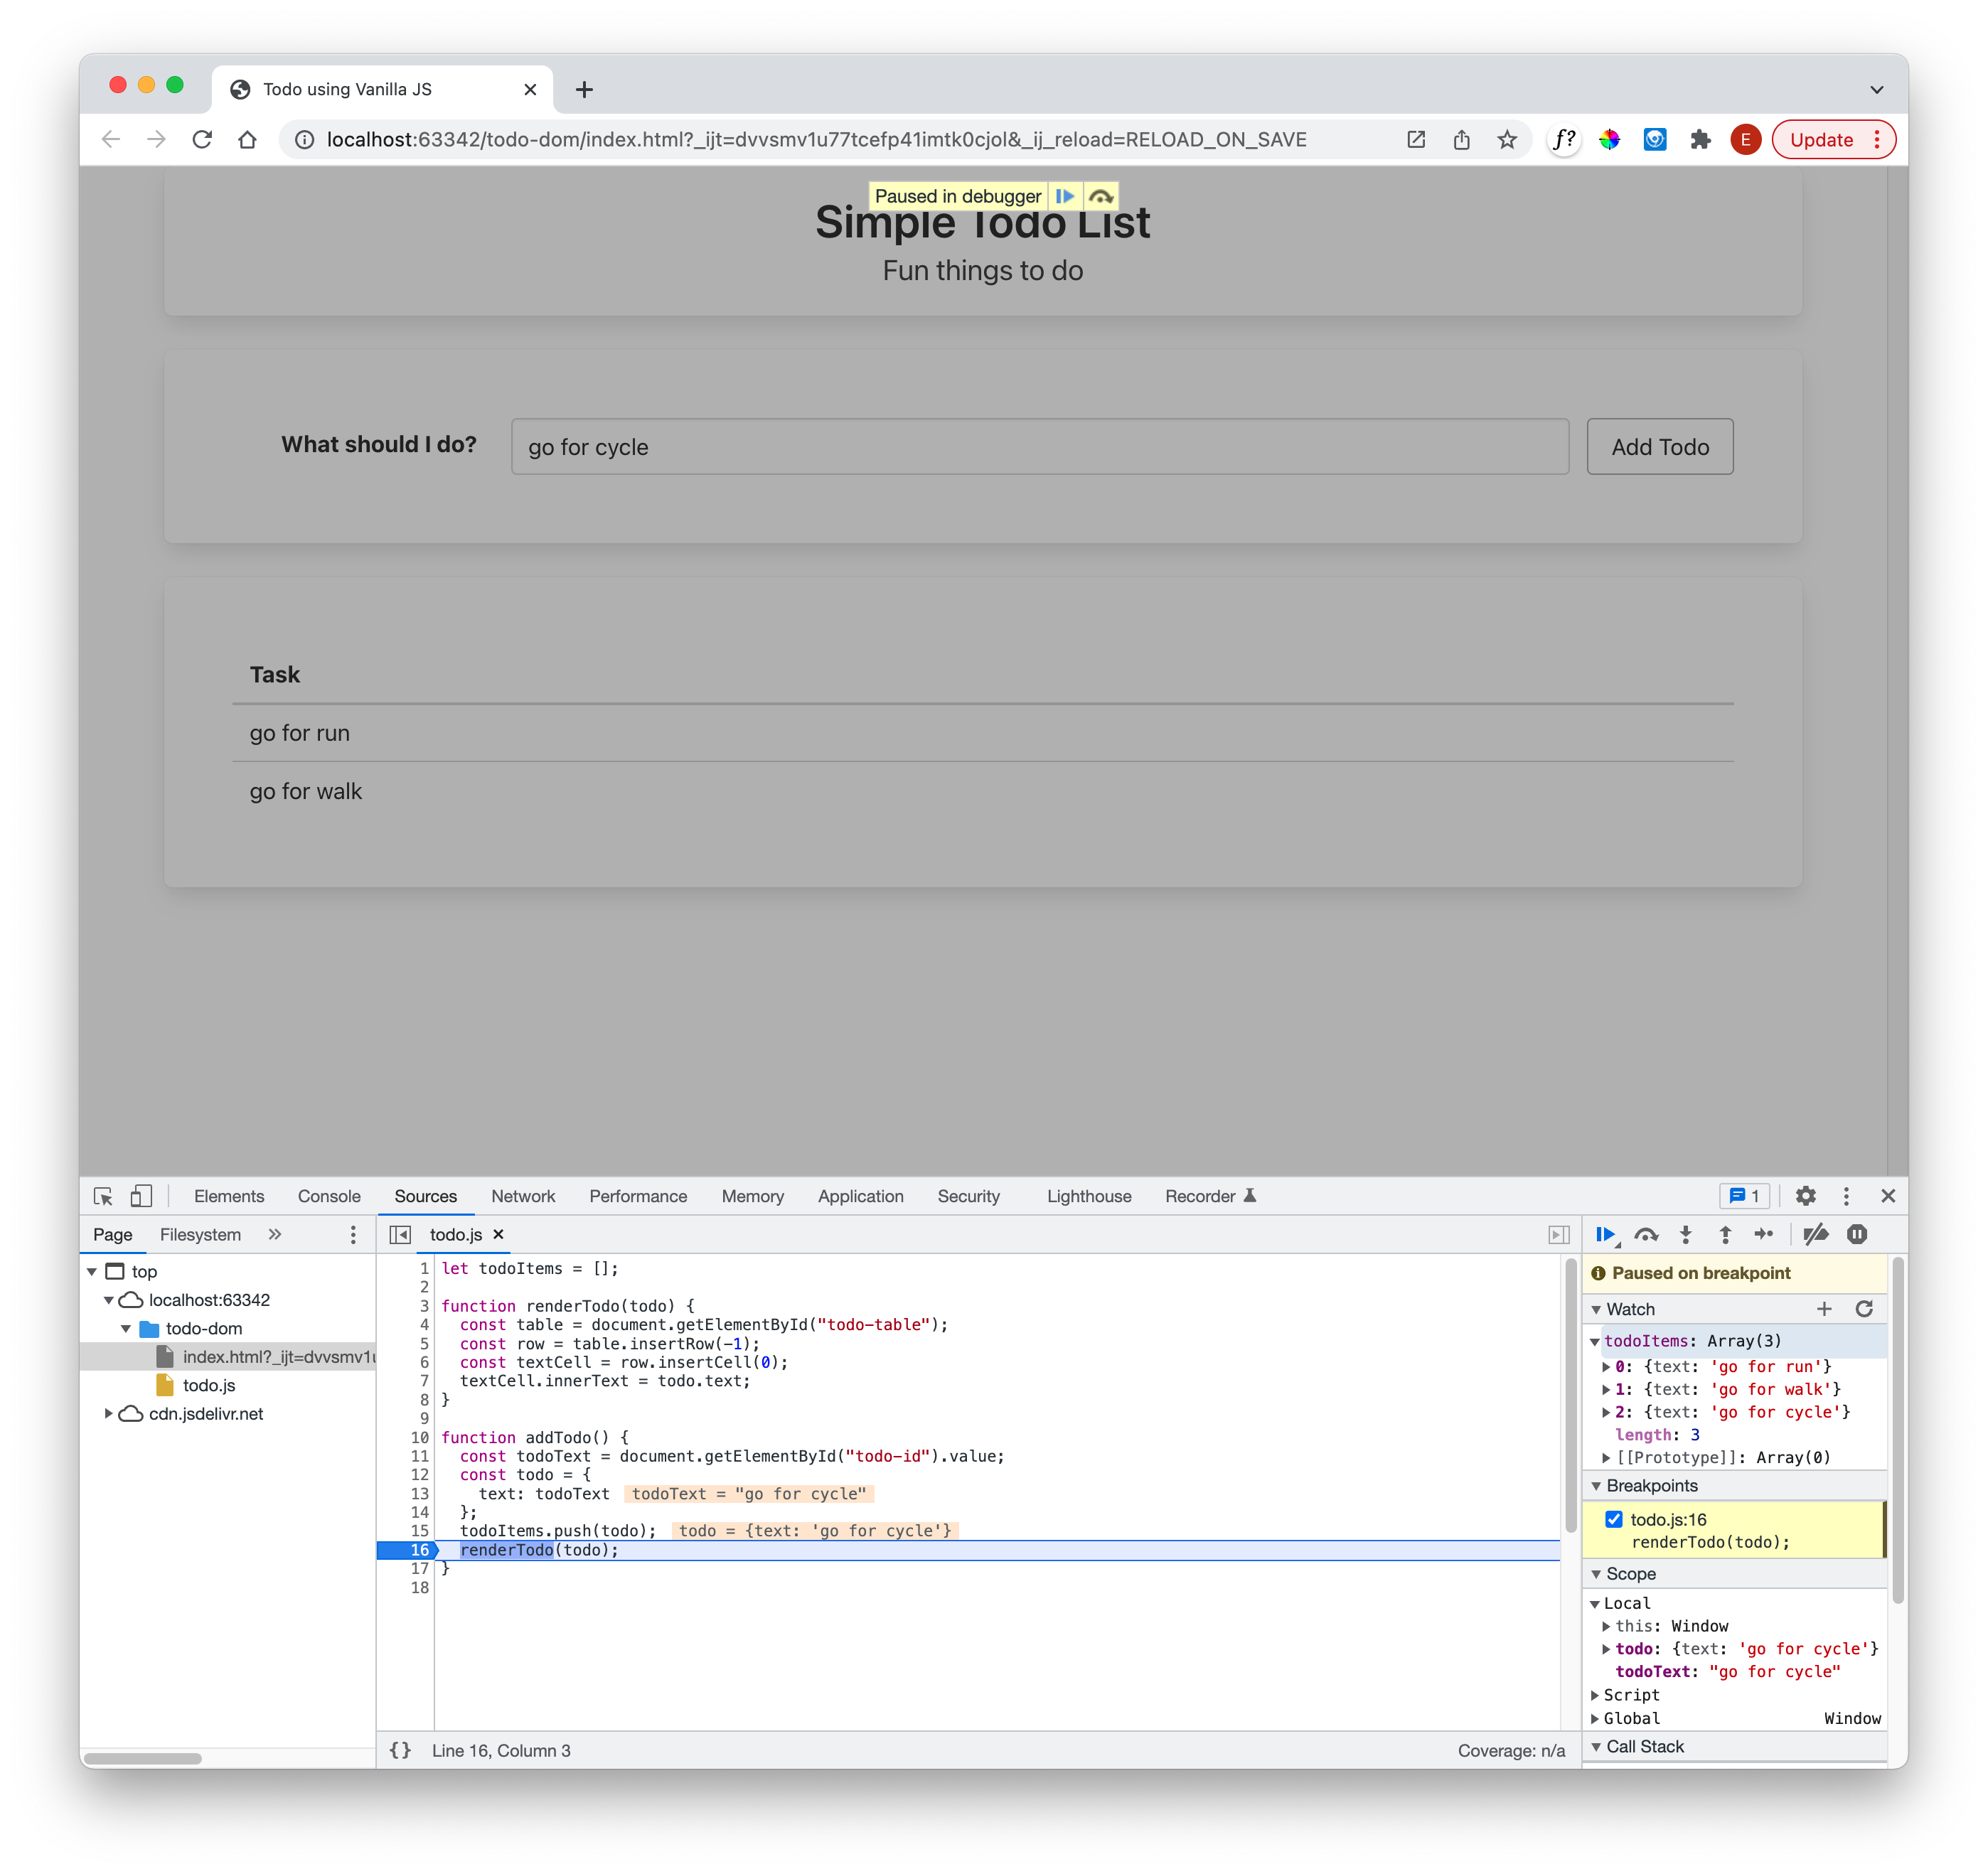 Todo using Vanilla JS
localhost:63342/todo-dom/index.html?_ijt=dvvsmv1u77tcefp41imtk0cjol&_ij_reload=RELOAD_ON_SAVE
f?
E
Update
Paused in debugger
Simple Todo List
Fun things to do
What should I do?
go for cycle
Add Todo
Task
go for run
go for walk
Elements Console Sources Network Performance Memory Application Security Lighthouse Recorder
1
Page Filesystem
top
localhost:63342
todo-dom
index.html?_ijt=dvvsmv1u
todo.js
cdn.jsdelivr.net
todo.js
1 let todoItems = [];
2
3 function renderTodo(todo) {
4 const table = document.getElementById("todo-table");
5 const row = table.insertRow(-1);
6 const textCell = row.insertCell(0);
7 textCell.innerText = todo.text;
8 }
9
10 function addTodo() {
11 const todoText = document.getElementById("todo-id").value;
12 const todo = {
13 text: todoText todoText = "go for cycle"
14 };
15 todoItems.push(todo); todo = {text: 'go for cycle'}
16 renderTodo(todo);
17 }
18
{} Line 16, Column 3
Coverage: n/a
Paused on breakpoint
Watch
todoItems: Array(3)
0: {text: 'go for run'}
1: {text: 'go for walk'}
2: {text: 'go for cycle'}
length: 3
[[Prototype]]: Array(0)
Breakpoints
todo.js:16
renderTodo(todo);
Scope
Local
this: Window
todo: {text: 'go for cycle'}
todoText: "go for cycle"
Script
Global Window
Call Stack